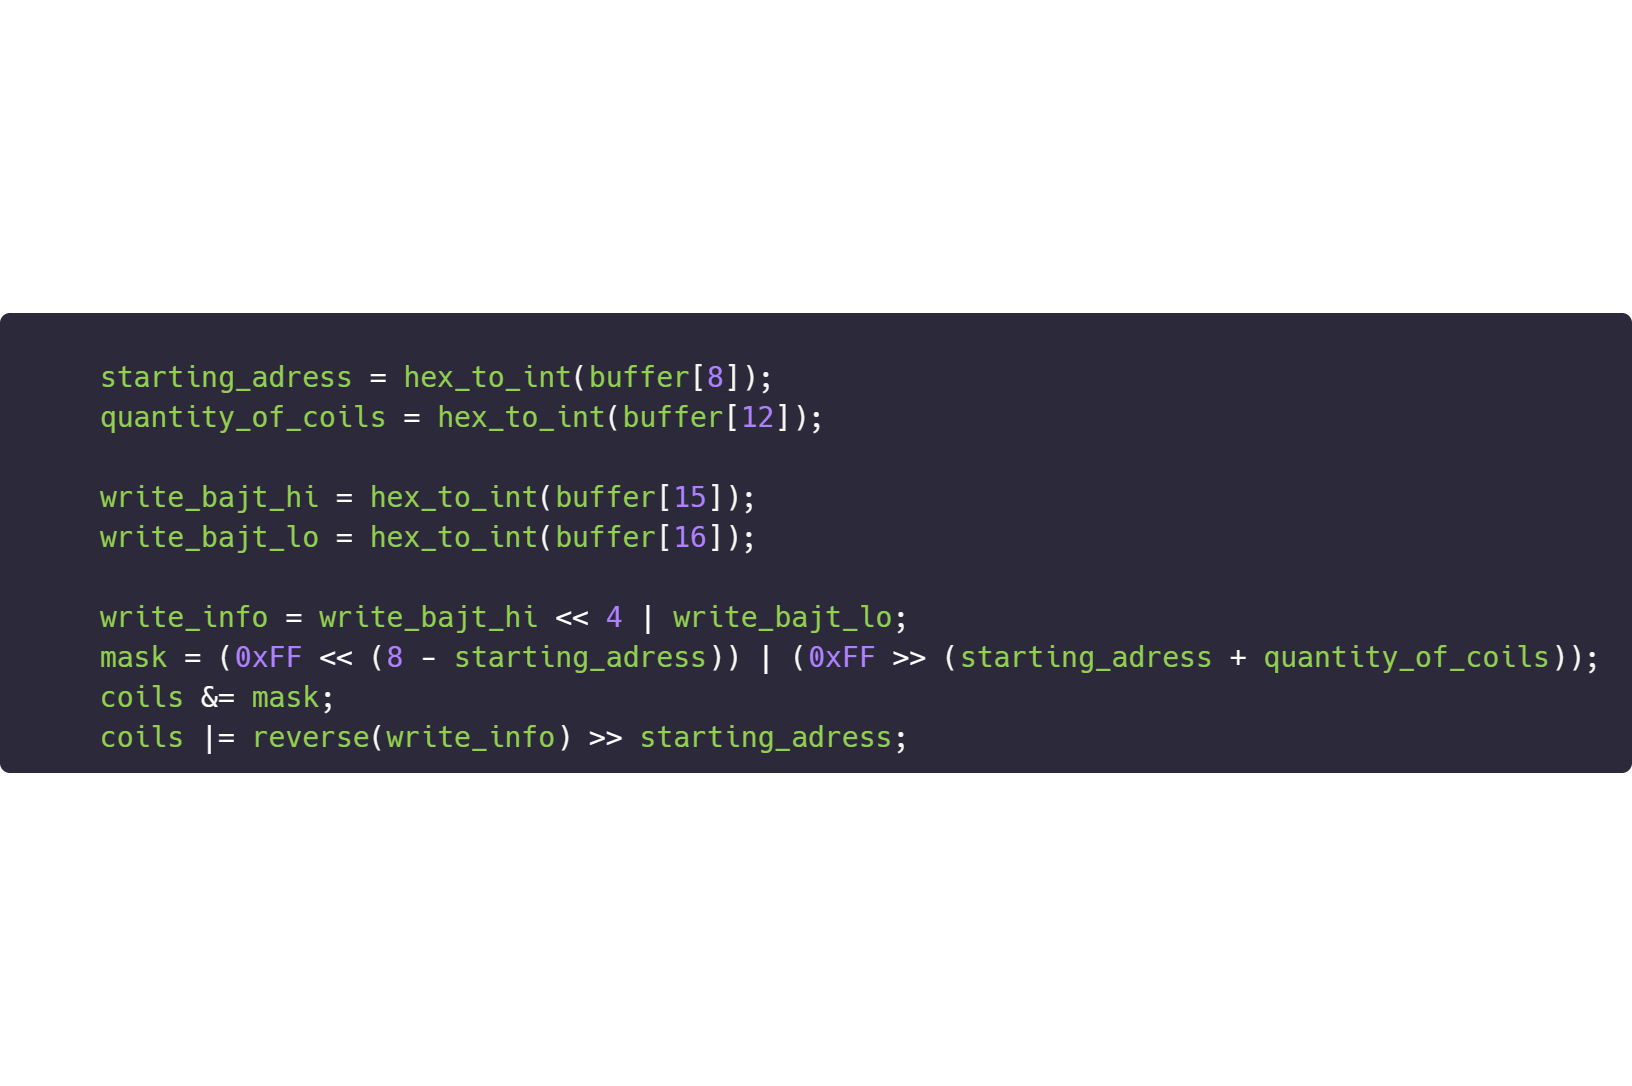 starting_adress = hex_to_int(buffer[8]);
quantity_of_coils = hex_to_int(buffer[12]);
write_bajt_hi = hex_to_int(buffer[15]);
write_bajt_lo = hex_to_int(buffer[16]);
write_info = write_bajt_hi << 4 | write_bajt_lo;
mask = (0xFF << (8 - starting_adress)) | (0xFF >> (starting_adress + quantity_of_coils));
coils &= mask;
coils |= reverse(write_info) >> starting_adress;